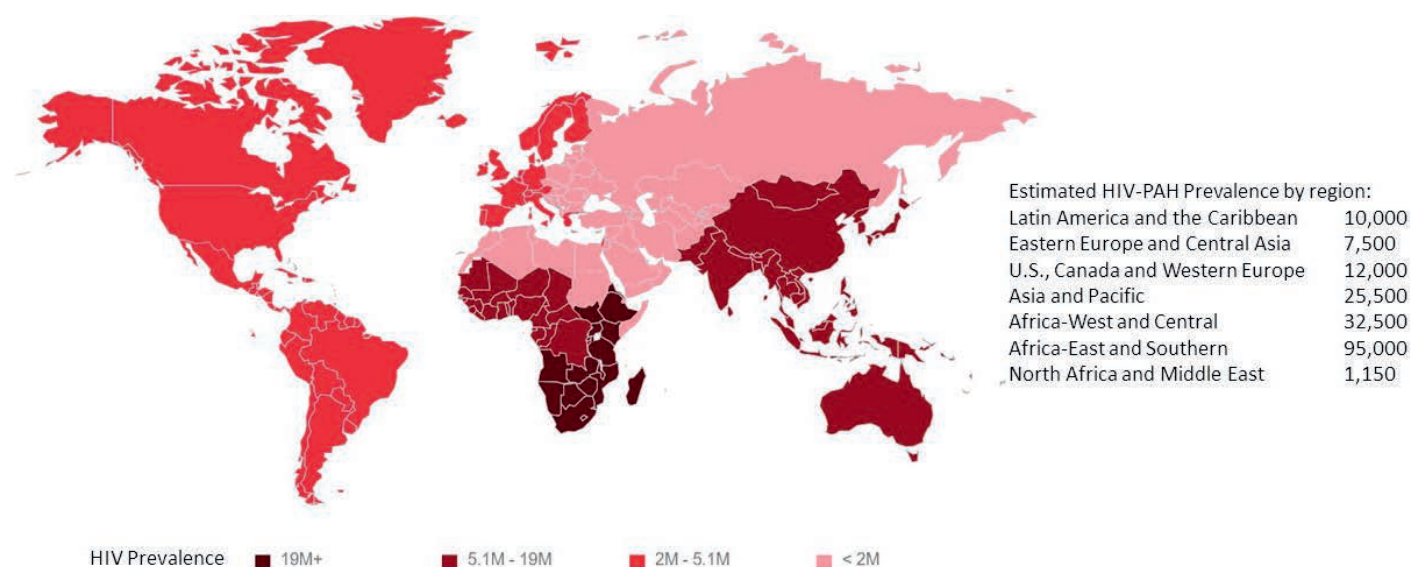 Estimated HIV-PAH Prevalence by region:
Latin America and the Caribbean 10,000
Eastern Europe and Central Asia 7,500
U.S., Canada and Western Europe 12,000
Asia and Pacific 25,500
Africa-West and Central 32,500
Africa-East and Southern 95,000
North Africa and Middle East 1,150
HIV Prevalence 19M+ 5.1M - 19M 2M - 5.1M < 2M